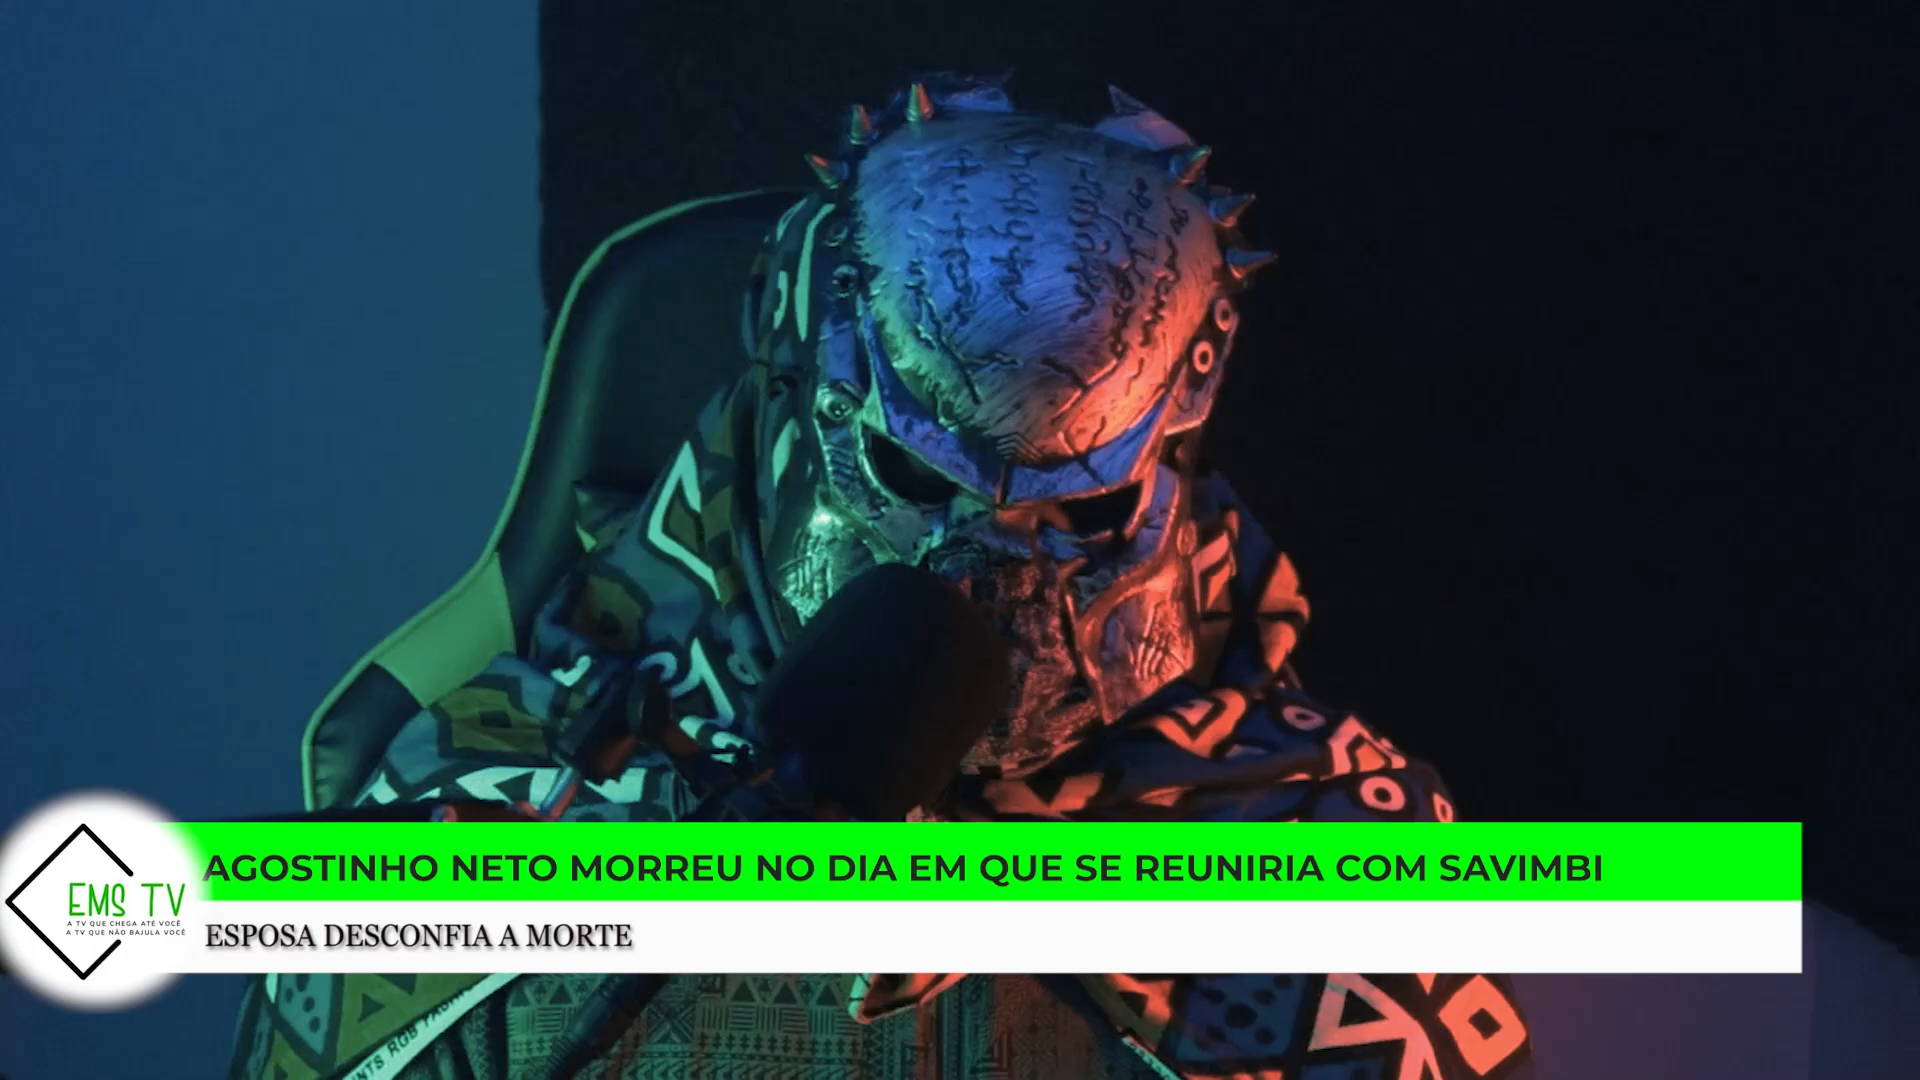 AGOSTINHO NETO MORREU NO DIA EM QUE SE REUNIRIA COM SAVIMBI
EMS TV
A TV QUE CHEGA ATÉ VOCÊ
A TV QUE NÃO BAJULA VOCÊ
ESPOSA DESCONFIA A MORTE